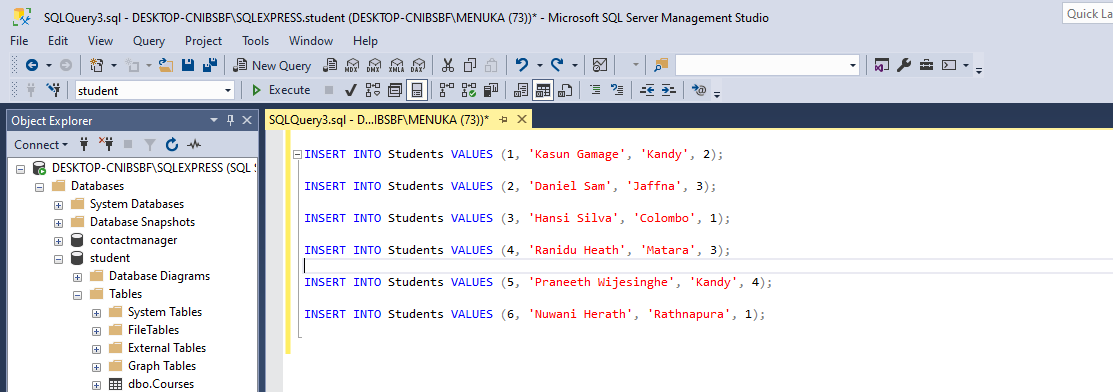 SQLQuery3.sql - DESKTOP-CNIBSBF\SQLEXPRESS.student (DESKTOP-CNIBSBF\MENUKA (73))* - Microsoft SQL Server Management Studio
Quick La
File Edit View Query Project Tools Window Help
New Query MDX DMX XMLA DAX
student Execute
Object Explorer
Connect
DESKTOP-CNIBSBF\SQLEXPRESS (SQL S
Databases
System Databases
Database Snapshots
contactmanager
student
Database Diagrams
Tables
System Tables
FileTables
External Tables
Graph Tables
dbo.Courses
SQLQuery3.sql - D...IBSBF\MENUKA (73))*
INSERT INTO Students VALUES (1, 'Kasun Gamage', 'Kandy', 2);
INSERT INTO Students VALUES (2, 'Daniel Sam', 'Jaffna', 3);
INSERT INTO Students VALUES (3, 'Hansi Silva', 'Colombo', 1);
INSERT INTO Students VALUES (4, 'Ranidu Heath', 'Matara', 3);
INSERT INTO Students VALUES (5, 'Praneeth Wijesinghe', 'Kandy', 4);
INSERT INTO Students VALUES (6, 'Nuwani Herath', 'Rathnapura', 1);